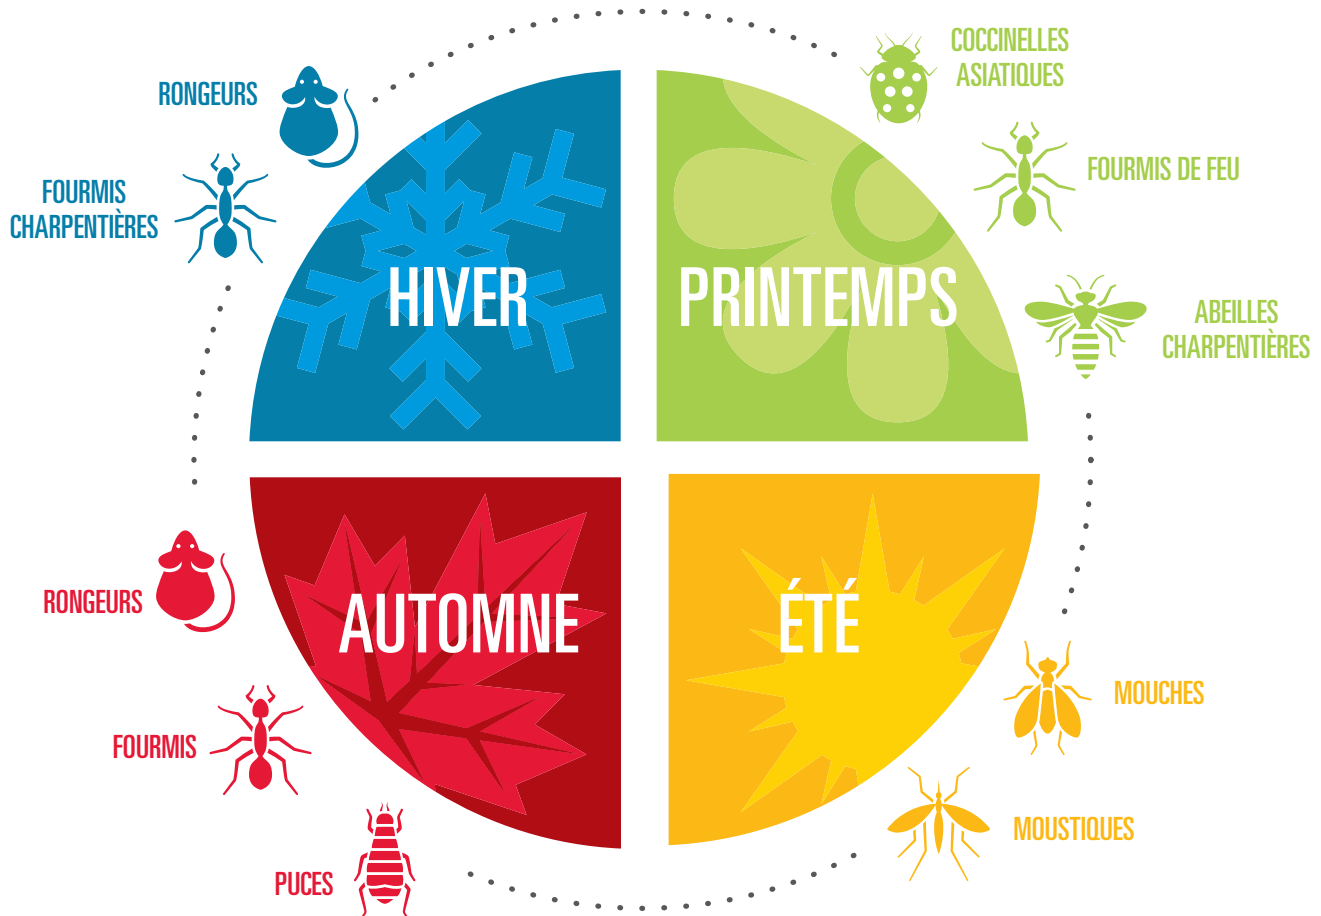 COCCINELLES
ASIATIQUES
RONGEURS
FOURMIS DE FEU
FOURMIS
CHARPENTIÈRES
HIVER
PRINTEMPS
ABEILLES
CHARPENTIÈRES
RONGEURS
AUTOMNE
ÉTÉ
MOUCHES
FOURMIS
MOUSTIQUES
PUCES